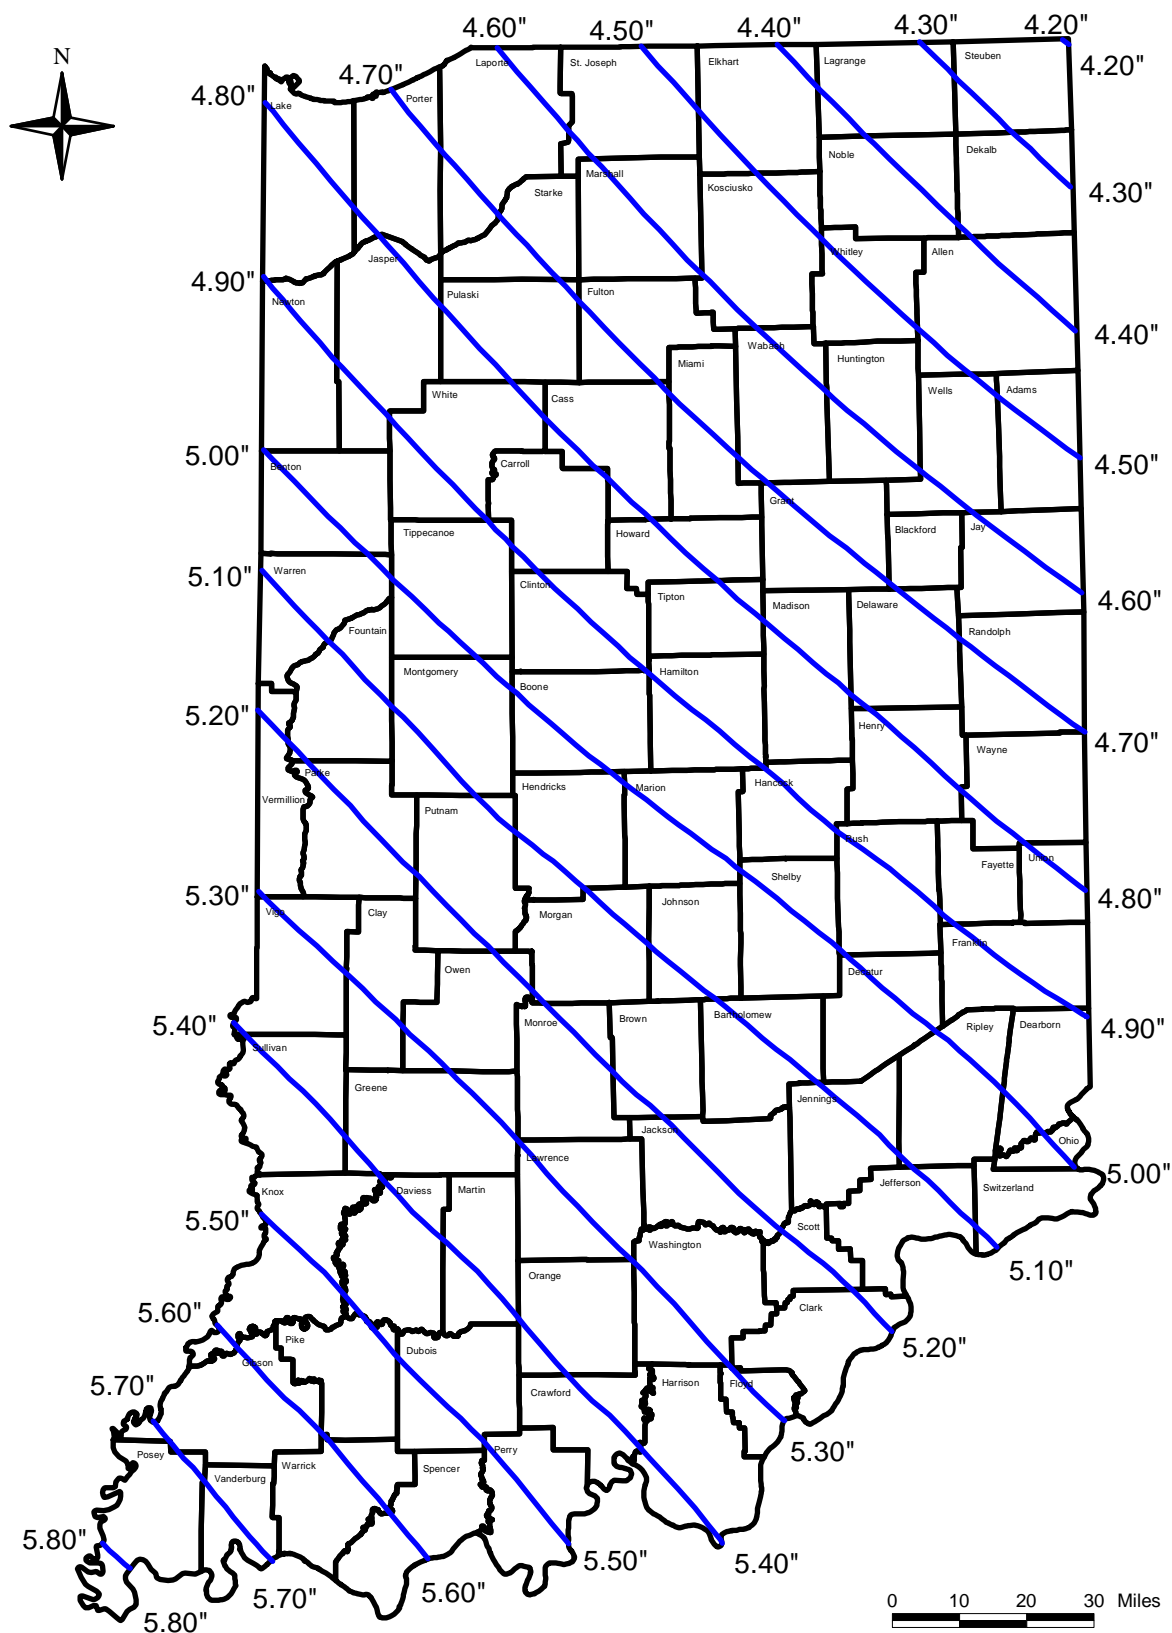 4.60"
4.50"
4.40"
4.30"
4.20"
N
4.70"
4.20"
4.80"
Laporte
St. Joseph
Elkhart
Lagrange
Steuben
Lake
Porter
Noble
Dekalb
Marshall
Kosciusko
Starke
4.30"
Jasper
Whitley
Allen
4.90"
Newton
Pulaski
Fulton
4.40"
Wabash
Huntington
Miami
White
Cass
Wells
Adams
5.00"
Benton
Carroll
4.50"
Grant
Tippecanoe
Howard
Blackford
Jay
5.10"
Warren
Clinton
Tipton
Madison
Delaware
4.60"
Fountain
Randolph
Montgomery
Boone
Hamilton
5.20"
Henry
Wayne
4.70"
Parke
Vermillion
Hendricks
Marion
Hancock
Putnam
Rush
Fayette
Union
Shelby
5.30"
Vigo
Clay
Morgan
Johnson
4.80"
Franklin
Owen
Decatur
5.40"
Monroe
Brown
Bartholomew
Ripley
Dearborn
4.90"
Sullivan
Greene
Jennings
Jackson
Ohio
Lawrence
5.00"
Knox
Daviess
Martin
Jefferson
Switzerland
5.50"
Scott
Washington
Orange
5.10"
5.60"
Clark
Pike
Gibson
Dubois
5.20"
5.70"
Crawford
Harrison
Floyd
Posey
Vanderburg
Warrick
Spencer
Perry
5.30"
5.80"
5.50"
5.40"
5.60"
5.70"
5.80"
0 10 20 30 Miles